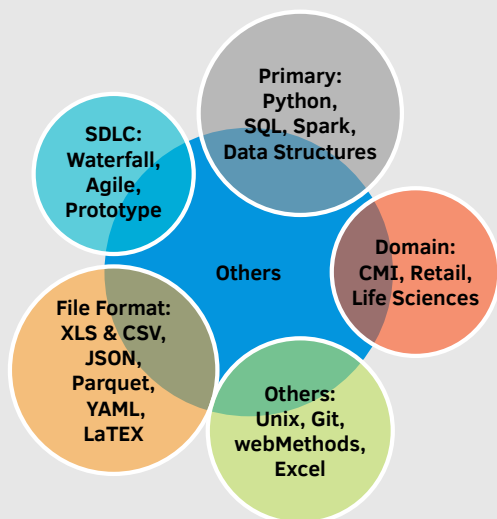 Primary:
Python,
SQL, Spark,
Data Structures
SDLC:
Waterfall,
Agile,
Prototype
Others
Domain:
CMI, Retail,
Life Sciences
File Format:
XLS & CSV,
JSON,
Parquet,
YAML,
LaTEX
Others:
Unix, Git,
webMethods,
Excel